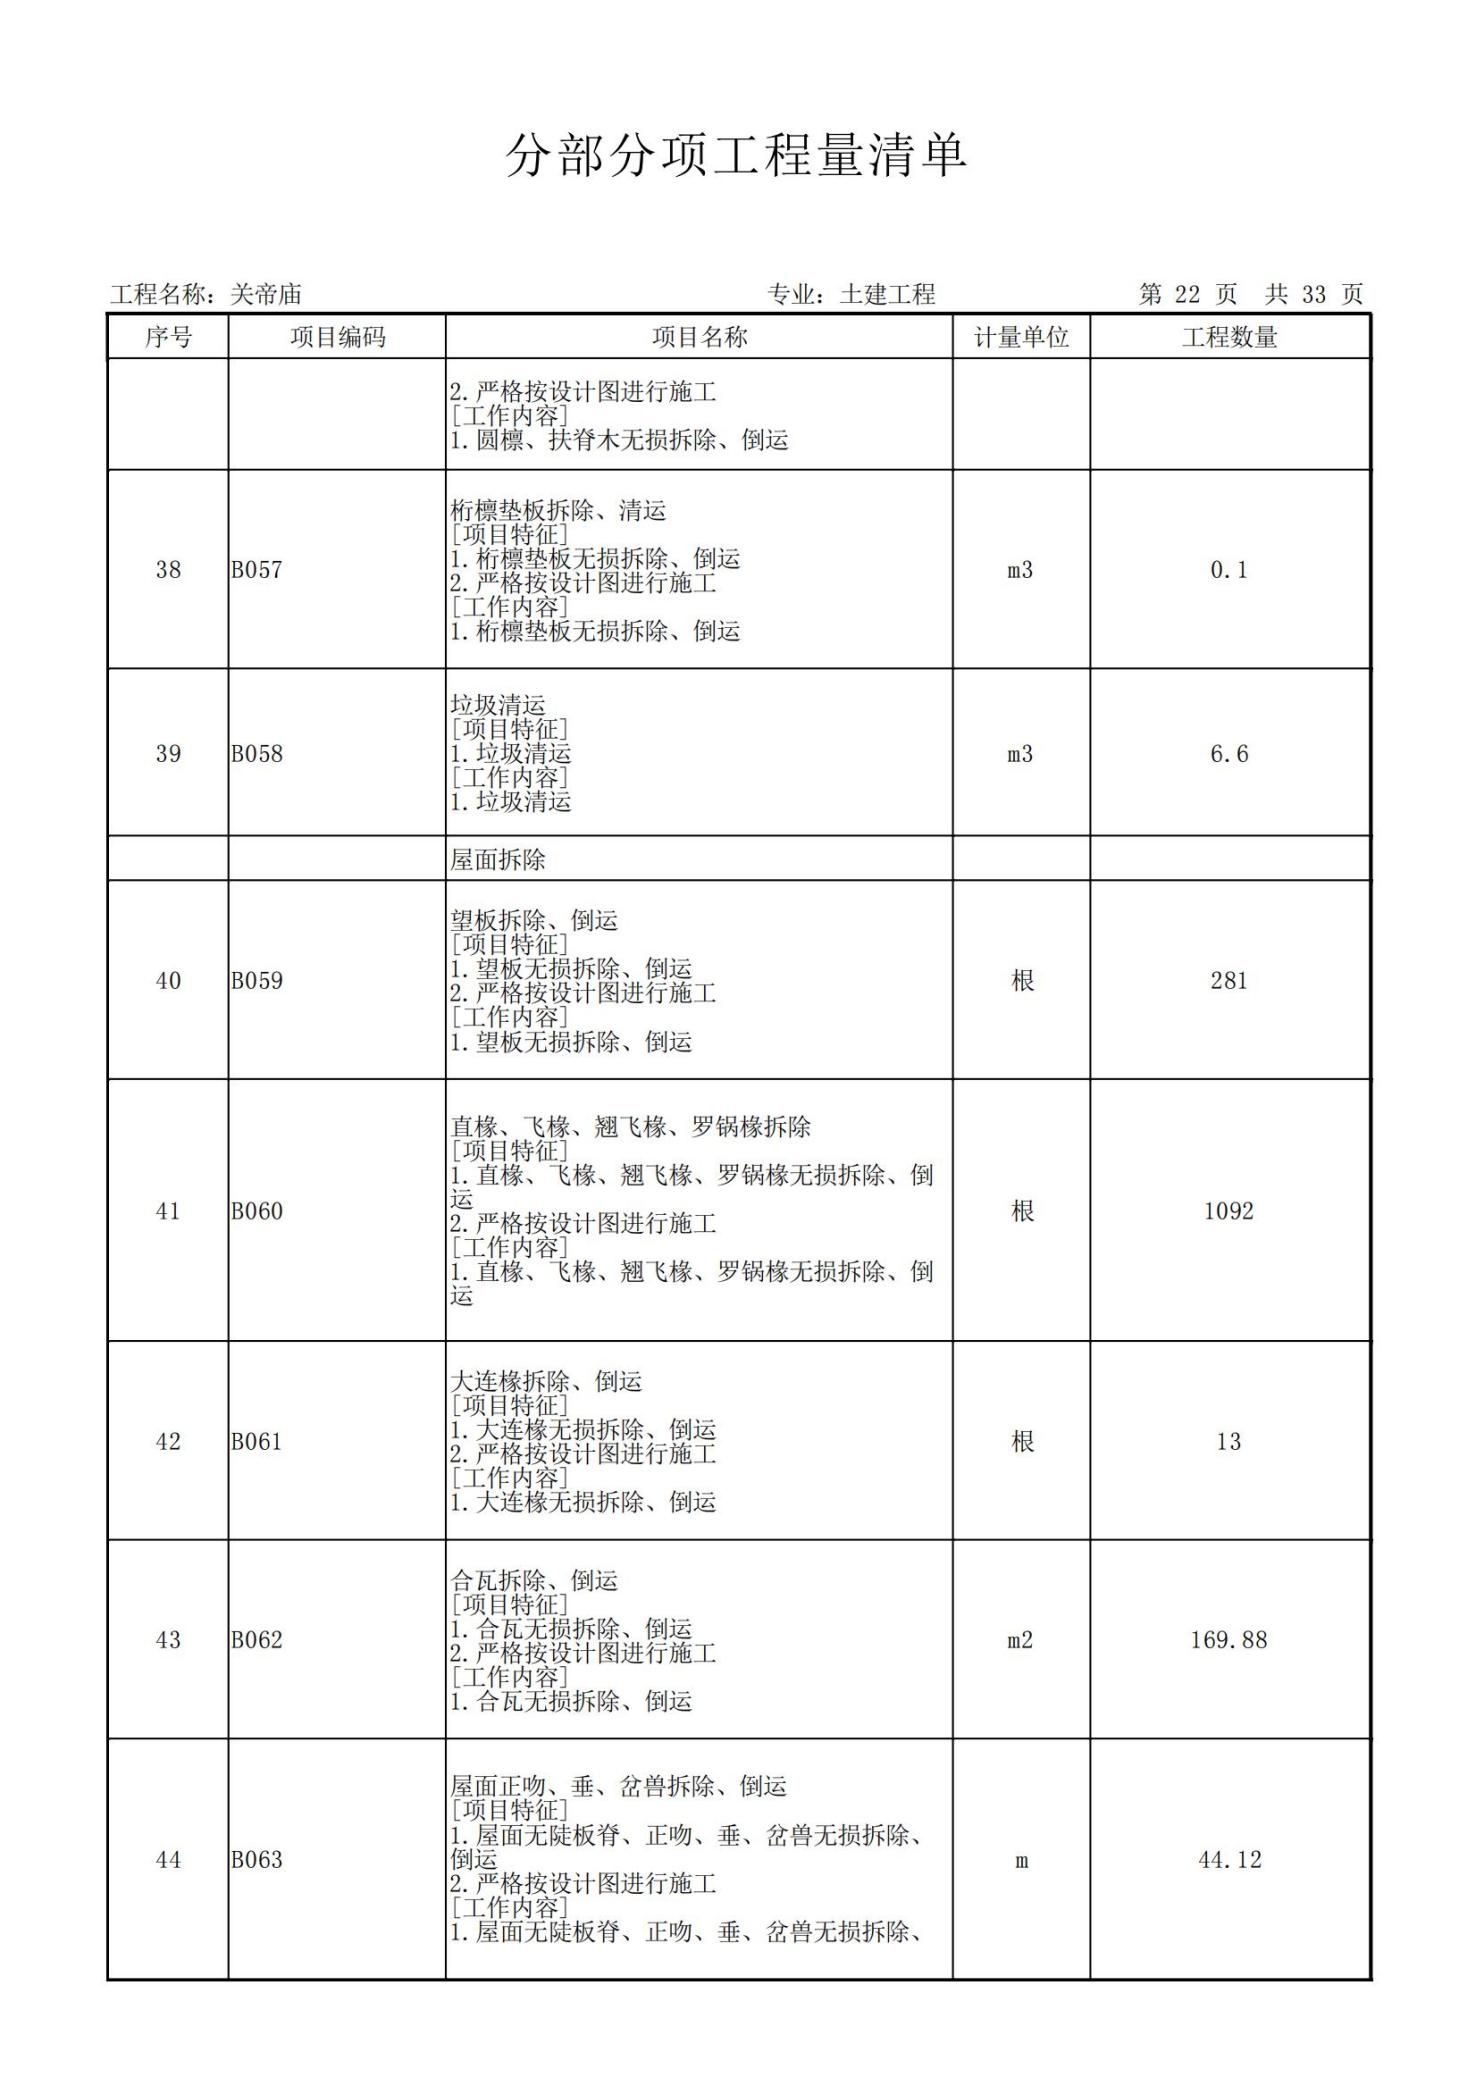 分部分项工程量清单
工程名称：关帝庙 专业：土建工程 第 22 页 共 33 页
序号 项目编码 项目名称 计量单位 工程数量
2.严格按设计图进行施工
[工作内容]
1.圆檩、扶脊木无损拆除、倒运
38 B057 m3 0.1
桁檩垫板拆除、清运
[项目特征]
1.桁檩垫板无损拆除、倒运
2.严格按设计图进行施工
[工作内容]
1.桁檩垫板无损拆除、倒运
39 B058 m3 6.6
垃圾清运
[项目特征]
1.垃圾清运
[工作内容]
1.垃圾清运
屋面拆除
40 B059 根 281
望板拆除、倒运
[项目特征]
1.望板无损拆除、倒运
2.严格按设计图进行施工
[工作内容]
1.望板无损拆除、倒运
41 B060 根 1092
直椽、飞椽、翘飞椽、罗锅椽拆除
[项目特征]
1.直椽、飞椽、翘飞椽、罗锅椽无损拆除、倒
运
2.严格按设计图进行施工
[工作内容]
1.直椽、飞椽、翘飞椽、罗锅椽无损拆除、倒
运
42 B061 根 13
大连椽拆除、倒运
[项目特征]
1.大连椽无损拆除、倒运
2.严格按设计图进行施工
[工作内容]
1.大连椽无损拆除、倒运
43 B062 m2 169.88
合瓦拆除、倒运
[项目特征]
1.合瓦无损拆除、倒运
2.严格按设计图进行施工
[工作内容]
1.合瓦无损拆除、倒运
44 B063 m 44.12
屋面正吻、垂、岔兽拆除、倒运
[项目特征]
1.屋面无陡板脊、正吻、垂、岔兽无损拆除、
倒运
2.严格按设计图进行施工
[工作内容]
1.屋面无陡板脊、正吻、垂、岔兽无损拆除、